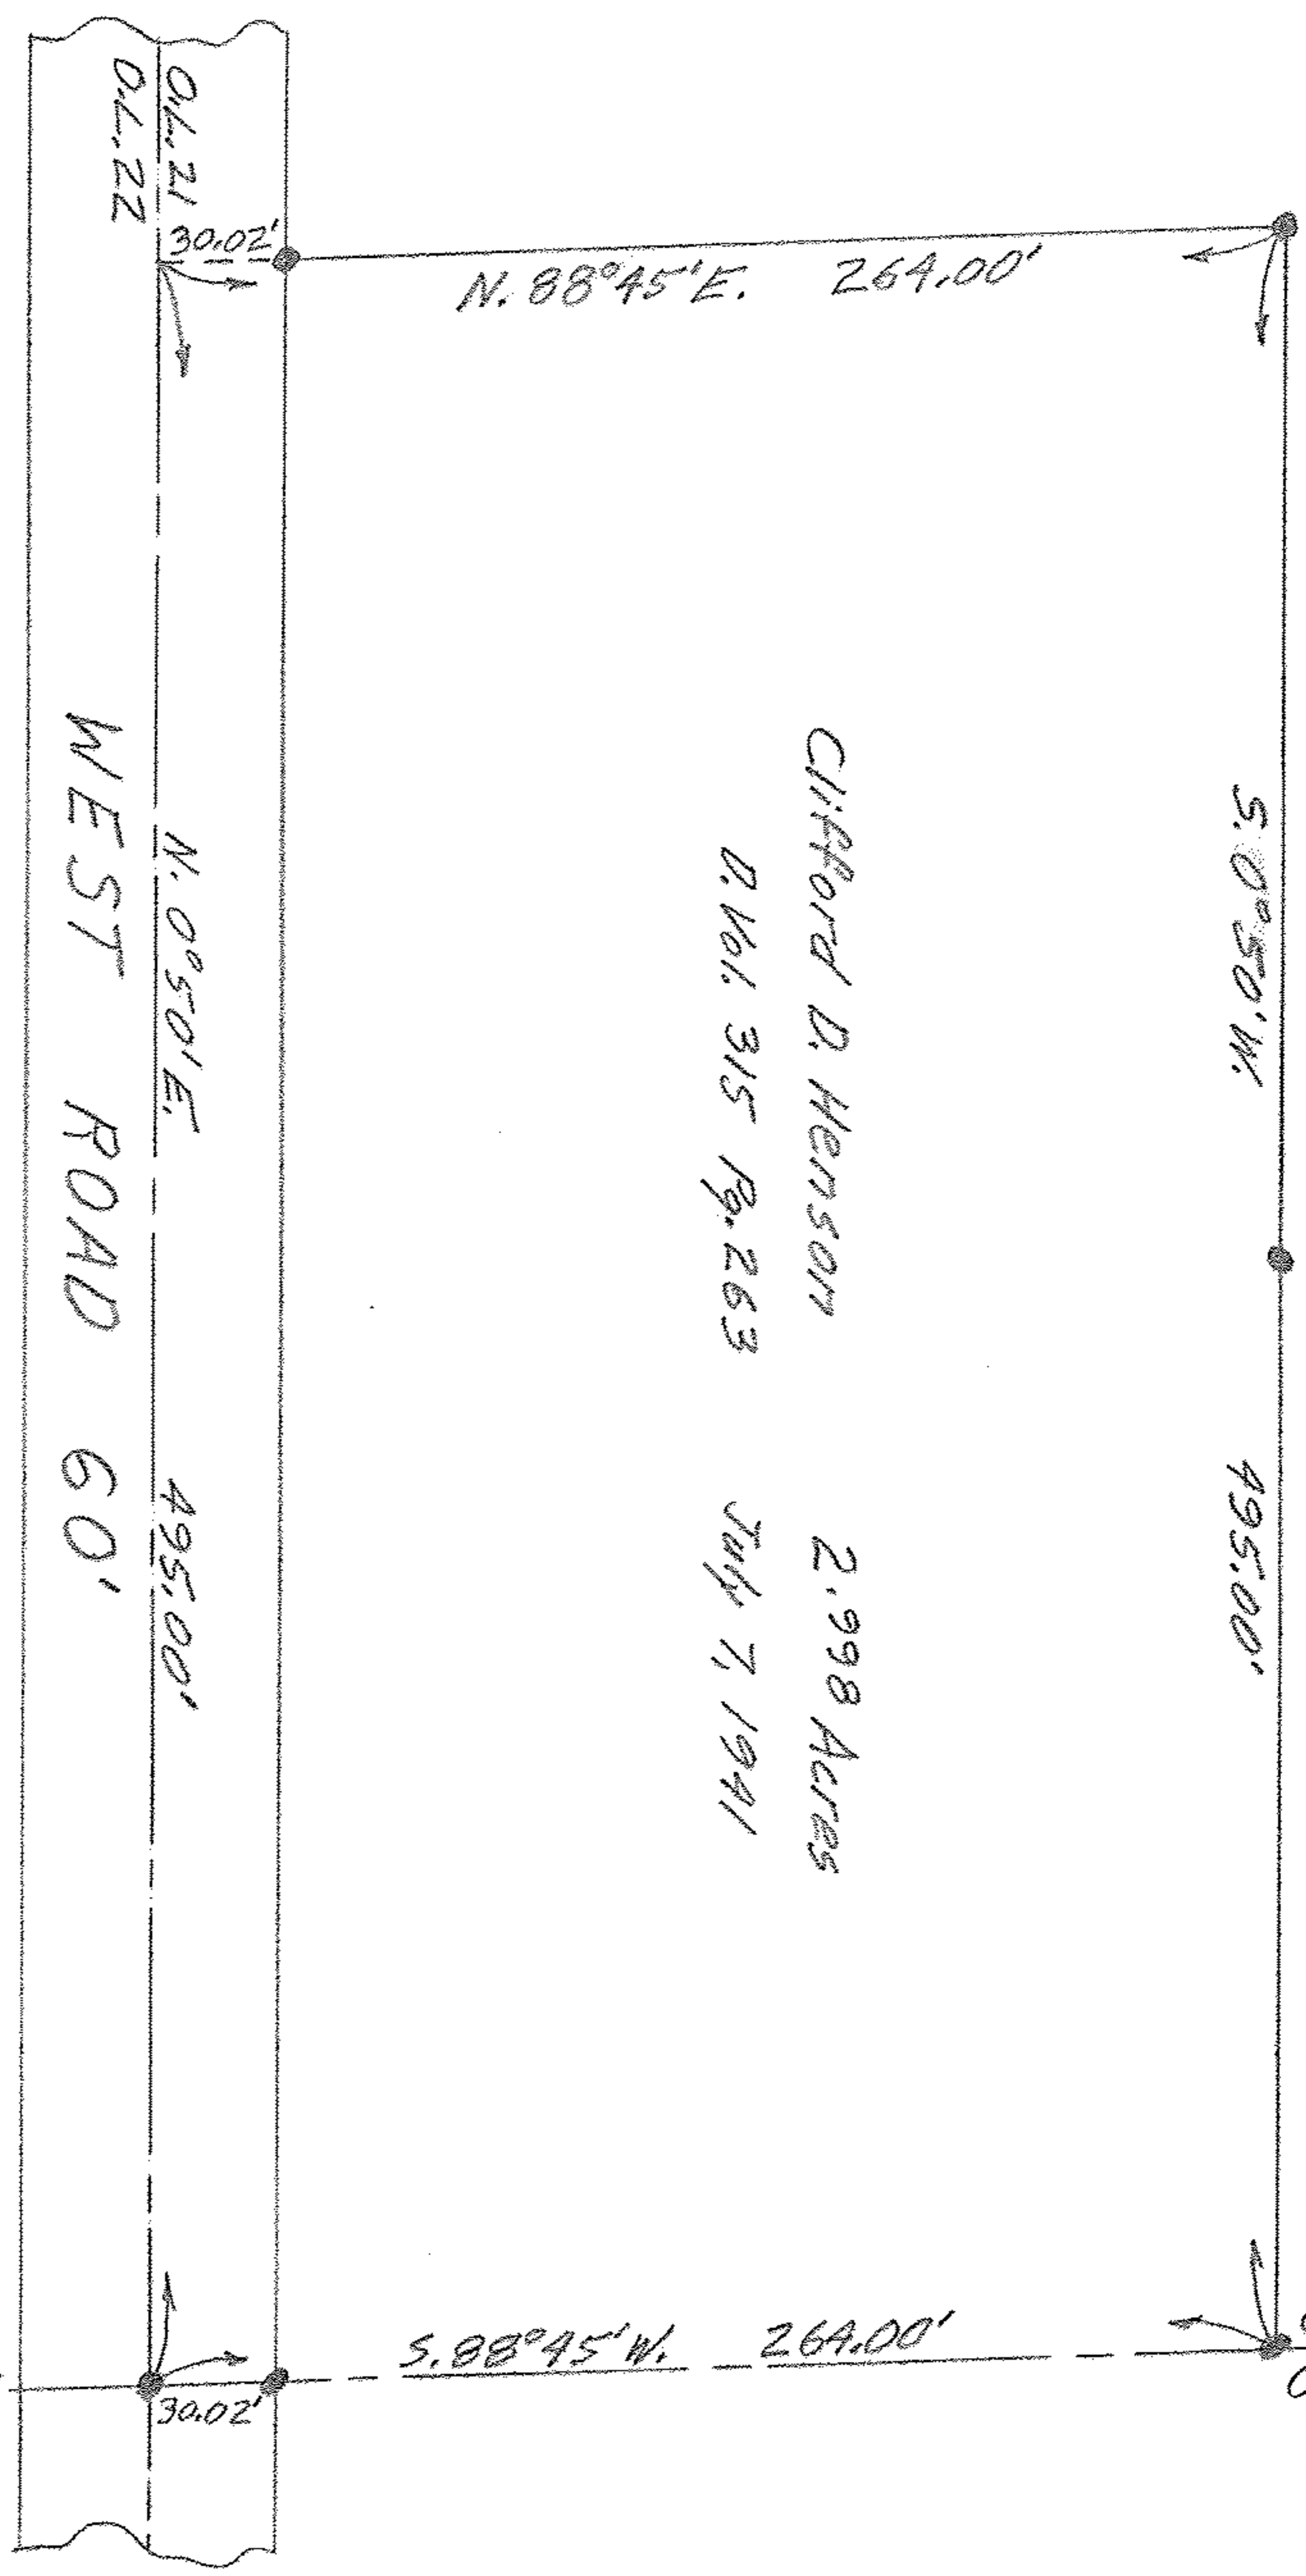 O.L. 21
O.L. 22
30.02'
N. 88°45'E. 264.00'
S. 0°50'W. 495.00'
Clifford D. Henson 2.998 Acres
D. Vol. 315 Pg. 263 July 7, 1941
N. 0°50'E. 495.00'
WEST ROAD 60'
S. 88°45'W. 264.00'
30.02'